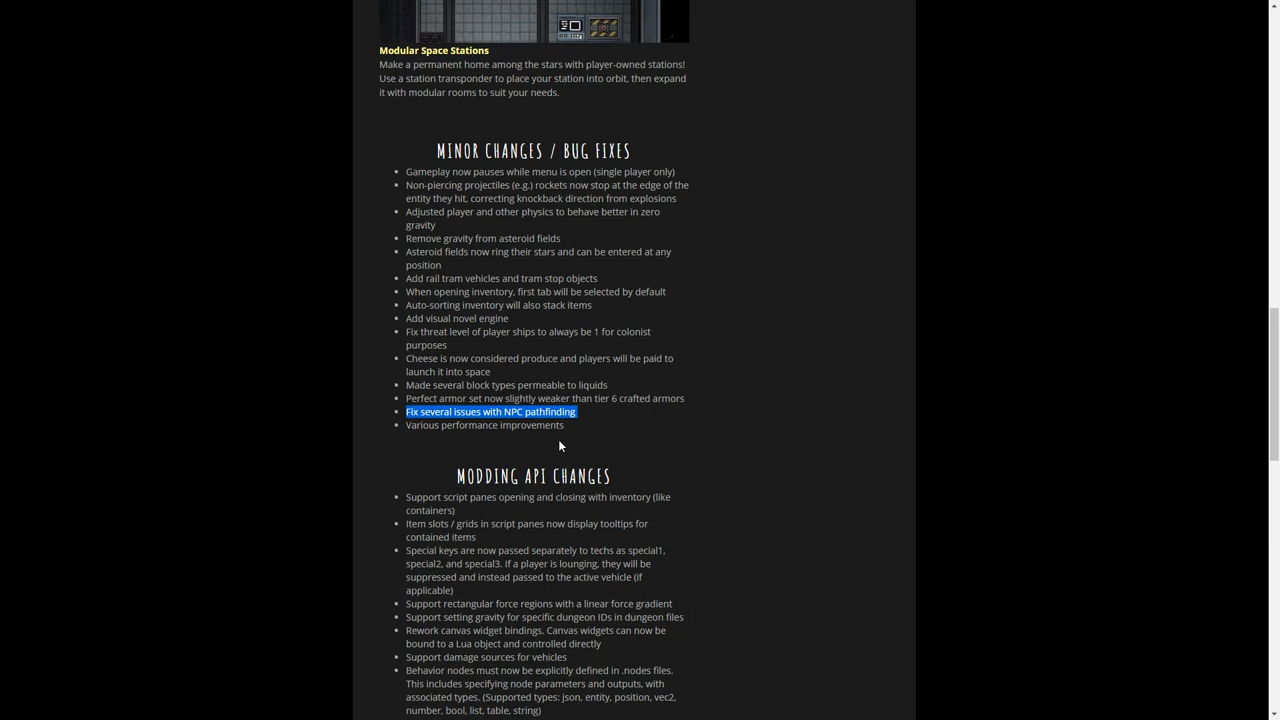 Modular Space Stations
Make a permanent home among the stars with player-owned stations!
Use a station transponder to place your station into orbit, then expand
it with modular rooms to suit your needs.
MINOR CHANGES / BUG FIXES
Gameplay now pauses while menu is open (single player only)
Non-piercing projectiles (e.g.) rockets now stop at the edge of the
entity they hit, correcting knockback direction from explosions
Adjusted player and other physics to behave better in zero
gravity
Remove gravity from asteroid fields
Asteroid fields now ring their stars and can be entered at any
position
Add rail tram vehicles and tram stop objects
When opening inventory, first tab will be selected by default
Auto-sorting inventory will also stack items
Add visual novel engine
Fix threat level of player ships to always be 1 for colonist
purposes
Cheese is now considered produce and players will be paid to
launch it into space
Made several block types permeable to liquids
Perfect armor set now slightly weaker than tier 6 crafted armors
Fix several issues with NPC pathfinding
Various performance improvements
MODDING API CHANGES
Support script panes opening and closing with inventory (like
containers)
Item slots / grids in script panes now display tooltips for
contained items
Special keys are now passed separately to techs as special1,
special2, and special3. If a player is lounging, they will be
suppressed and instead passed to the active vehicle (if
applicable)
Support rectangular force regions with a linear force gradient
Support setting gravity for specific dungeon IDs in dungeon files
Rework canvas widget bindings. Canvas widgets can now be
bound to a Lua object and controlled directly
Support damage sources for vehicles
Behavior nodes must now be explicitly defined in .nodes files.
This includes specifying node parameters and outputs, with
associated types. (Supported types: json, entity, position, vec2,
number, bool, list, table, string)